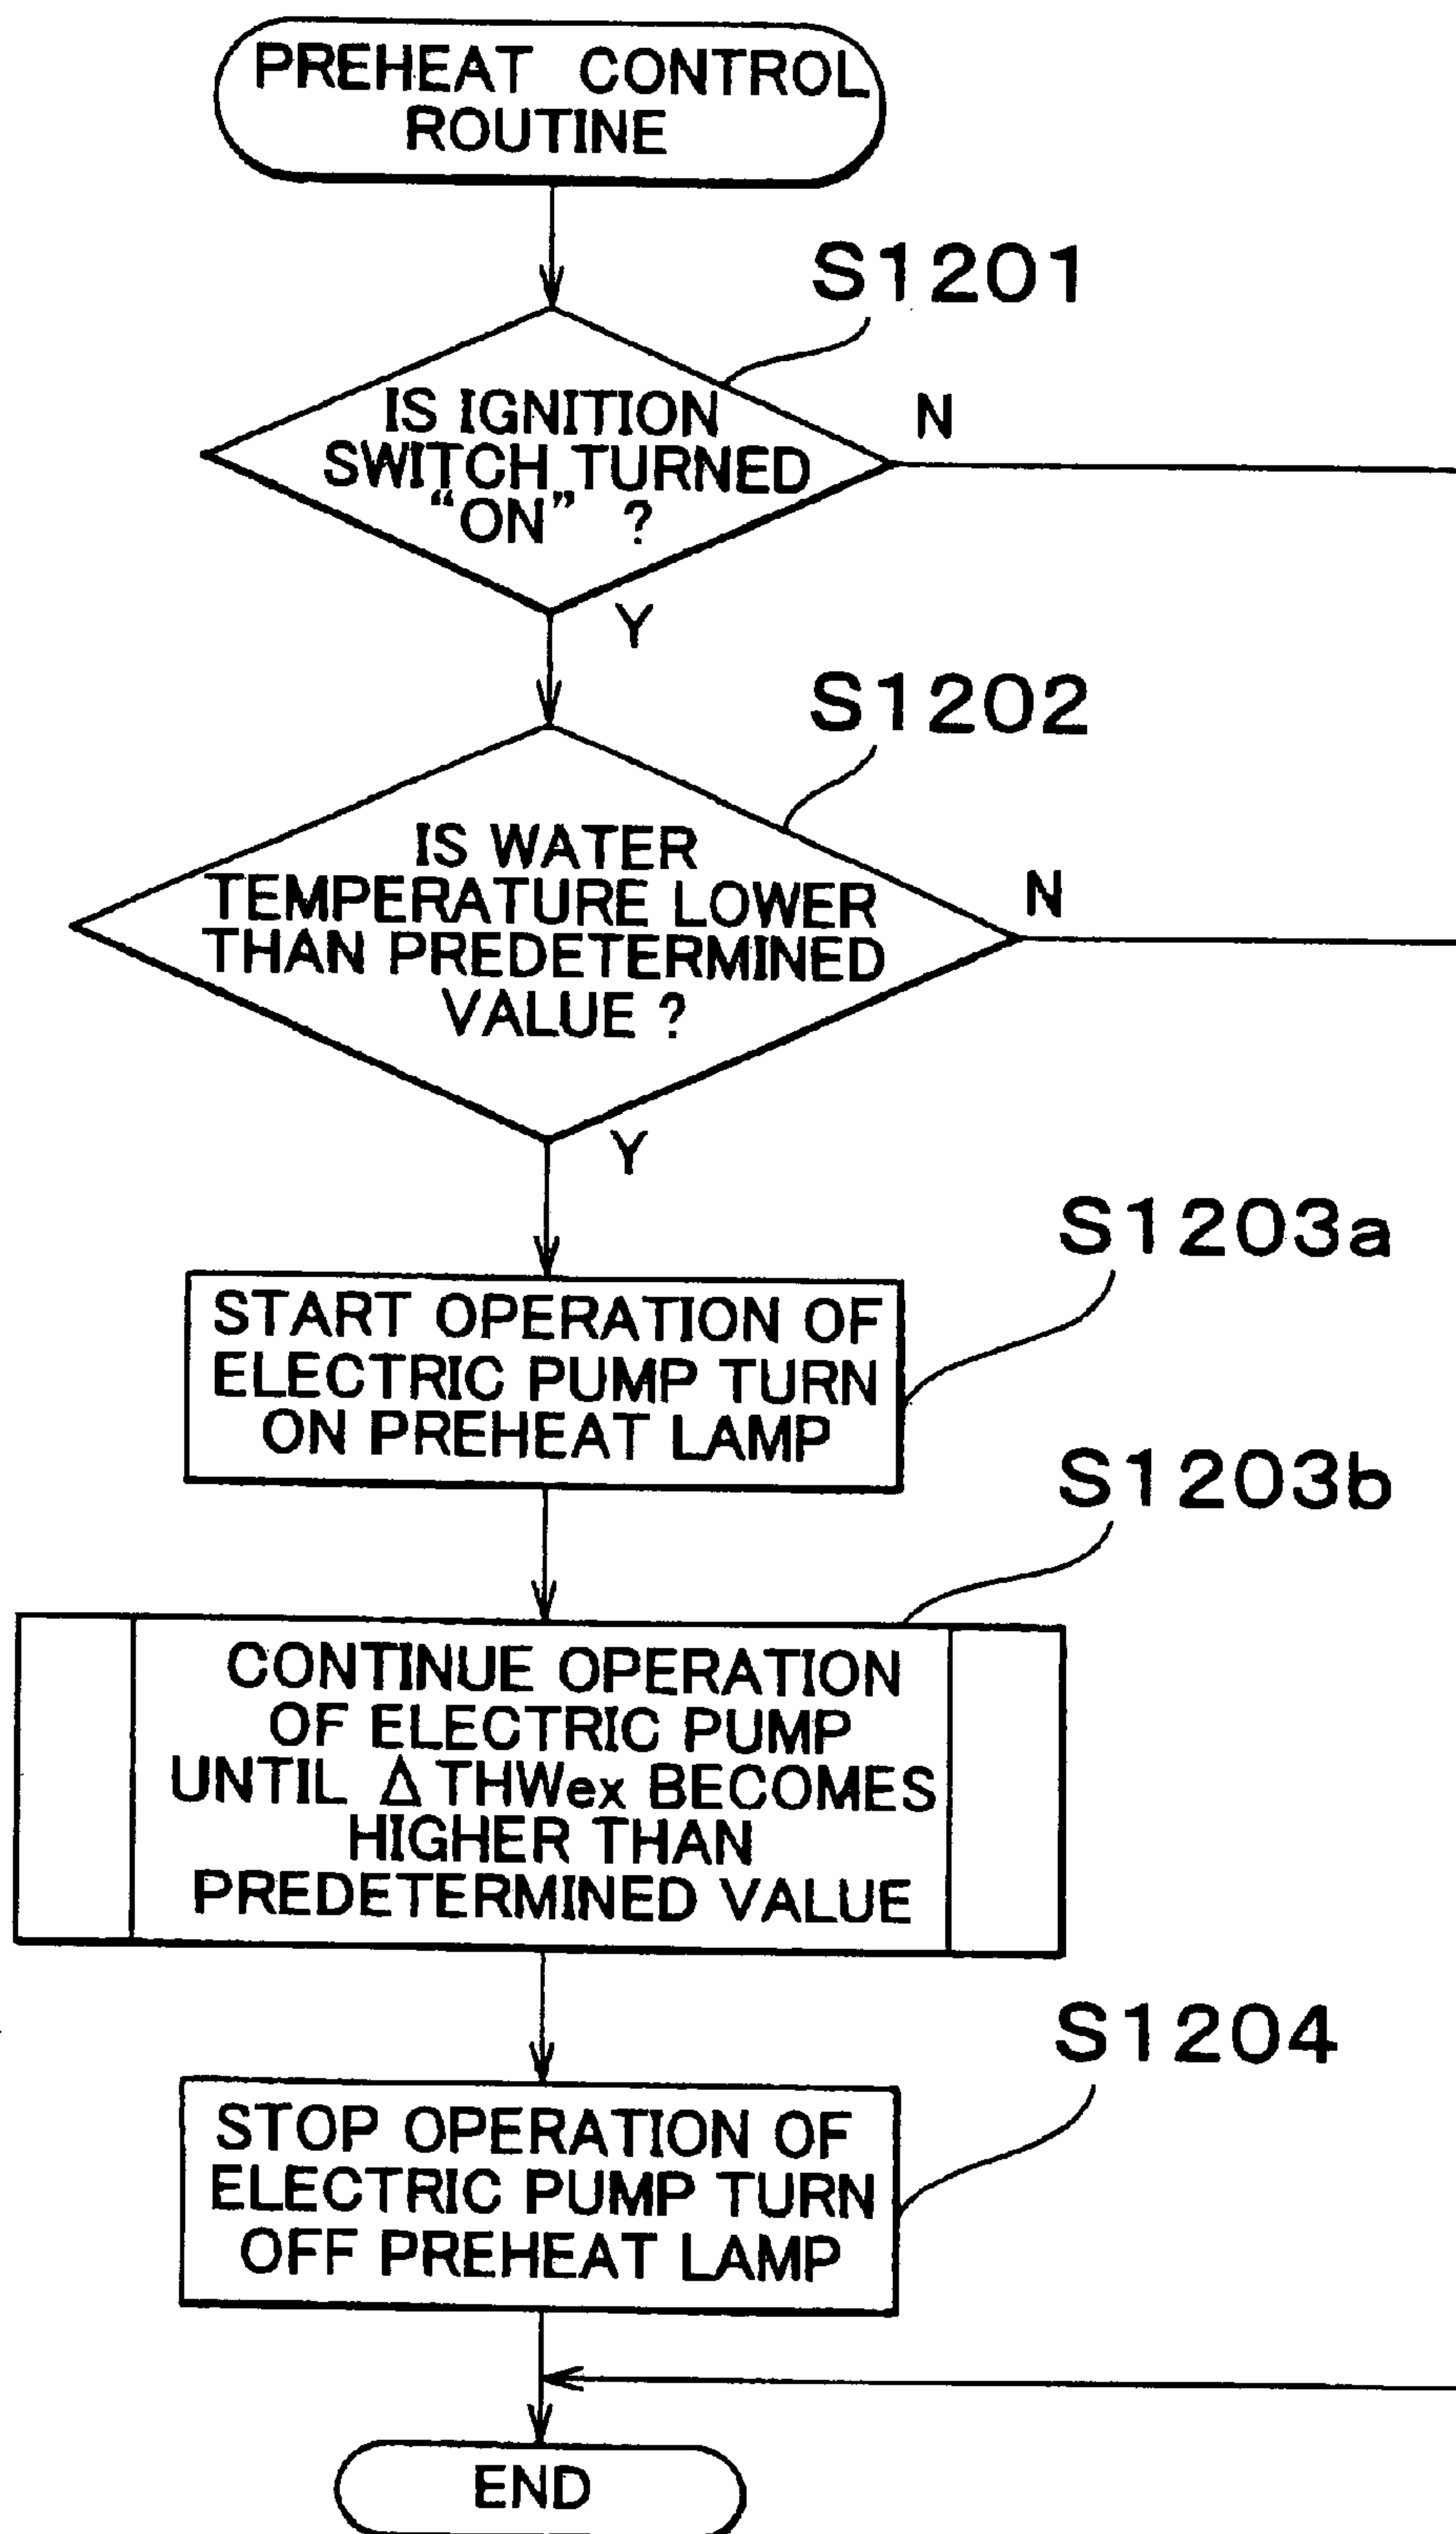 PREHEAT CONTROL
ROUTINE
S1201
IS IGNITION
SWITCH TURNED
“ON” ?
N
Y
S1202
IS WATER
TEMPERATURE LOWER
THAN PREDETERMINED
VALUE ?
N
Y
S1203a
START OPERATION OF
ELECTRIC PUMP TURN
ON PREHEAT LAMP
S1203b
CONTINUE OPERATION
OF ELECTRIC PUMP
UNTIL Δ THWex BECOMES
HIGHER THAN
PREDETERMINED VALUE
S1204
STOP OPERATION OF
ELECTRIC PUMP TURN
OFF PREHEAT LAMP
END